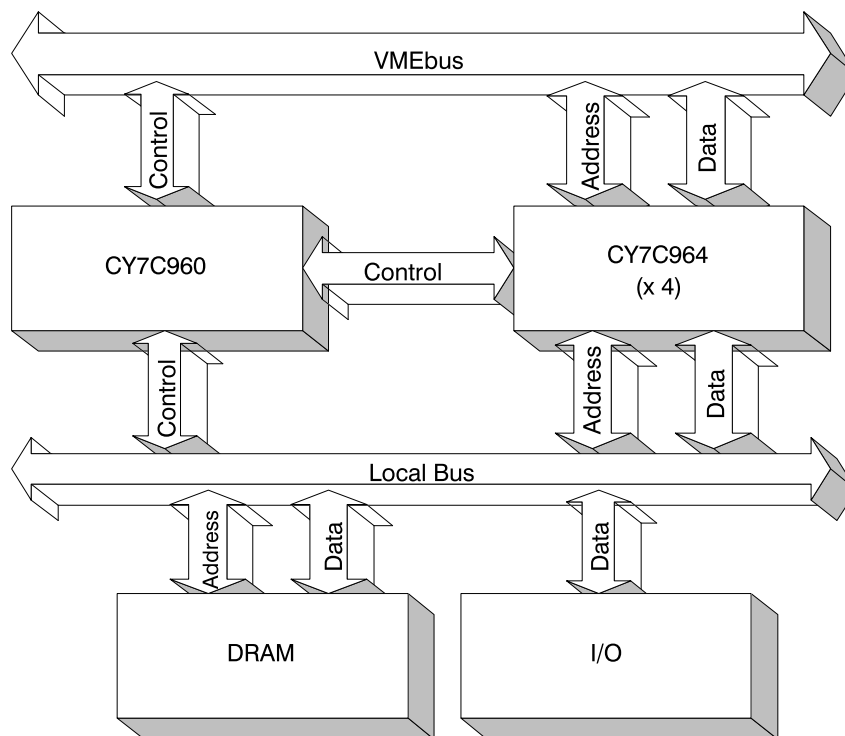 VMEbus
Control
Address
Data
CY7C960
Control
CY7C964
(x 4)
Control
Address
Data
Local Bus
Address
Data
Data
DRAM
I/O